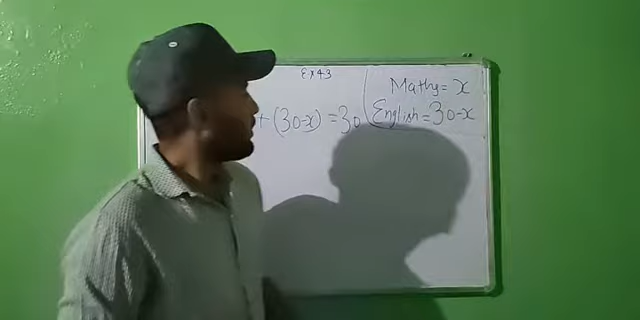 Ex 4.3
Maths = x
+ (30-x) = 30
English = 30-x